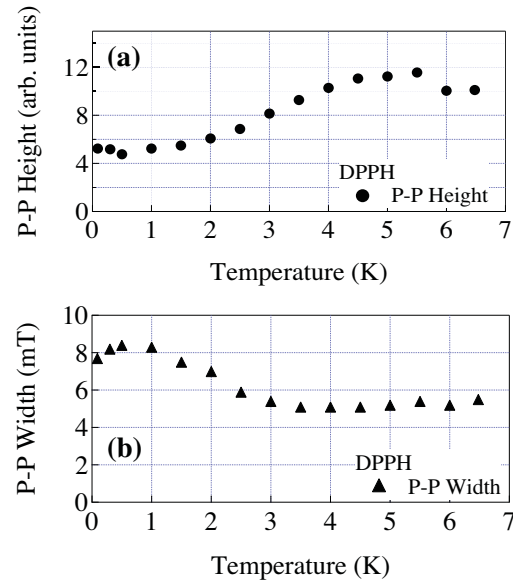 (a)
P-P Height (arb. units)
12
8
4
0
DPPH
P-P Height
0 1 2 3 4 5 6 7
Temperature (K)
10
8
6
4
2
0
P-P Width (mT)
(b)
DPPH
P-P Width
0 1 2 3 4 5 6 7
Temperature (K)